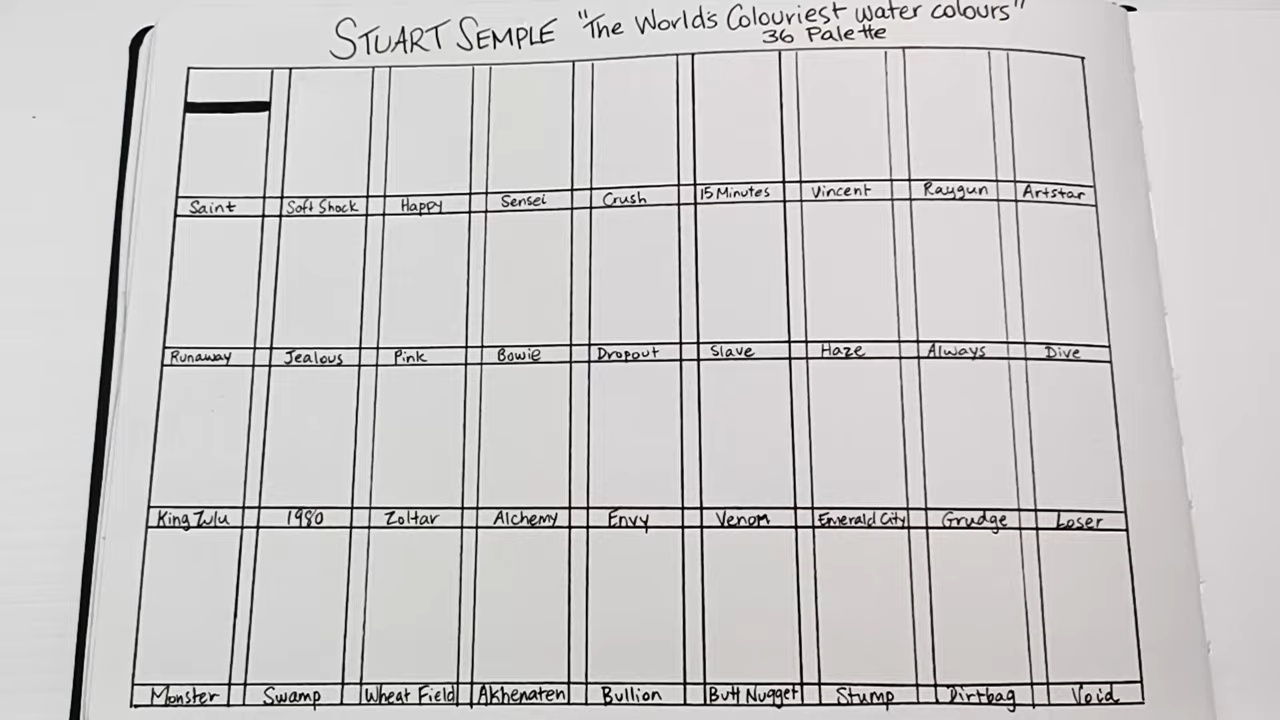 STUART SEMPLE "The Worlds Colouriest water colours"
36 Palette
Saint Soft Shock Happy Sensei Crush 15 Minutes Vincent Raygun Artstar
Runaway Jealous Pink Bowie Dropout Slave Haze Always Dive
King Zulu 1980 Zoltar Alchemy Envy Venom Emerald City Grudge Loser
Monster Swamp Wheat Field Akhenaten Bullion Butt Nugget Stump Dirtbag Void